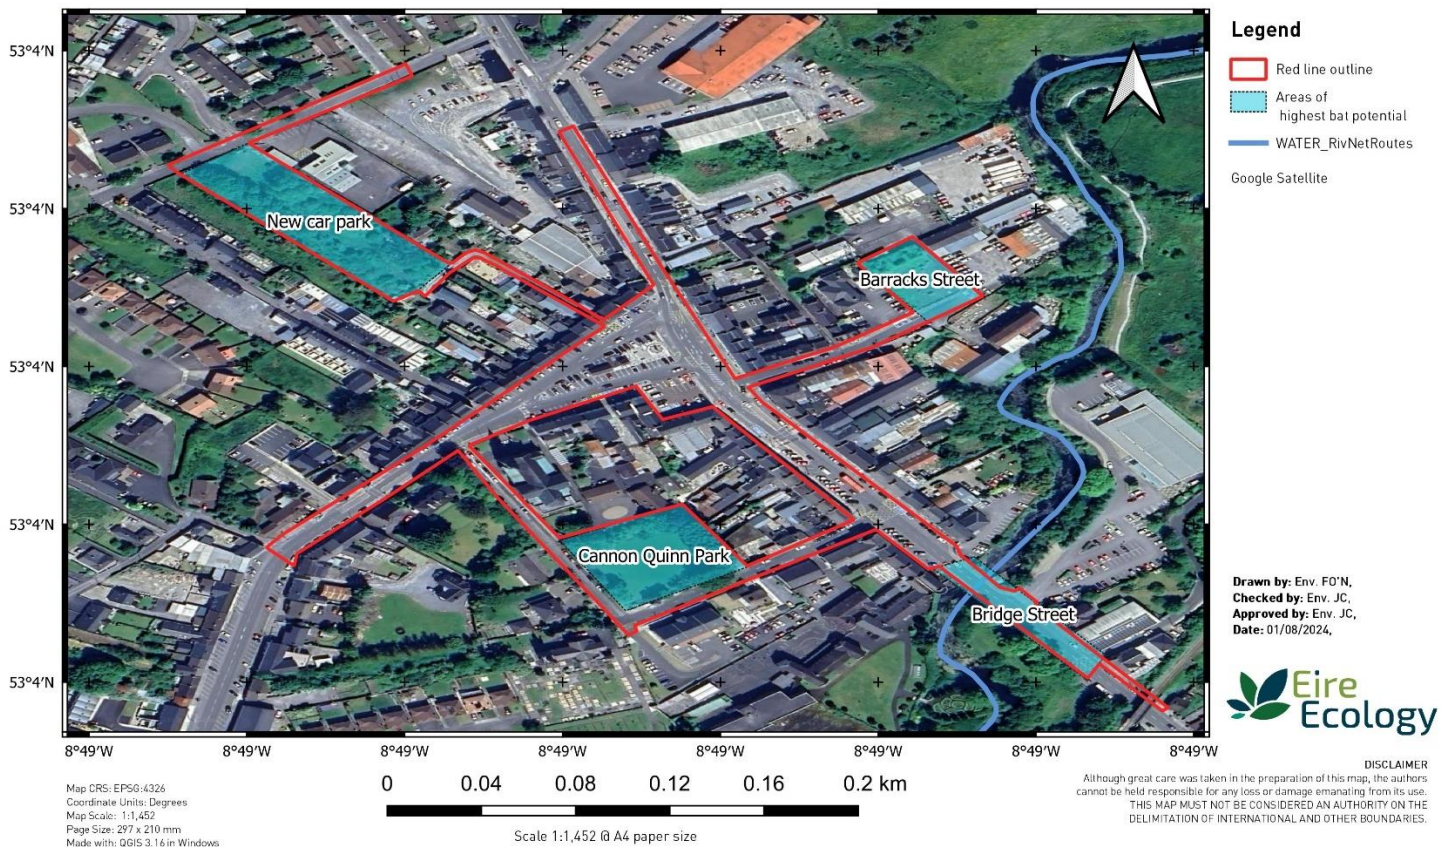 53°4’N
53°4’N
53°4’N
53°4’N
53°4’N
New car park
Barracks Street
Cannon Quinn Park
Bridge Street
8°49’W
8°49’W
8°49’W
8°49’W
8°49’W
8°49’W
8°49’W
8°49’W
Legend
Red line outline
Areas of
highest bat potential
WATER_RivNetRoutes
Google Satellite
Drawn by: Env. FO'N,
Checked by: Env. JC,
Approved by: Env. JC,
Date: 01/08/2024,
Eire
Ecology
Map CRS: EPSG:4326
Coordinate Units: Degrees
Map Scale: 1:1,452
Page Size: 297 x 210 mm
Made with: QGIS 3.16 in Windows
0 0.04 0.08 0.12 0.16 0.2 km
Scale 1:1,452 @ A4 paper size
DISCLAIMER
Although great care was taken in the preparation of this map, the authors
cannot be held responsible for any loss or damage emanating from its use.
THIS MAP MUST NOT BE CONSIDERED AN AUTHORITY ON THE
DELIMITATION OF INTERNATIONAL AND OTHER BOUNDARIES.